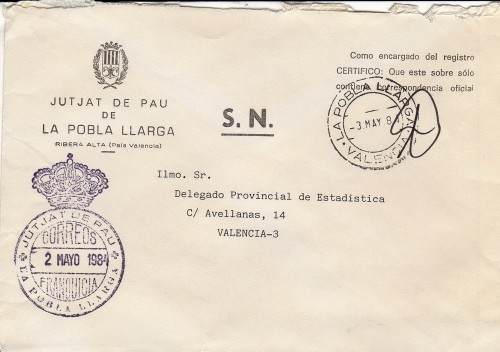 JUTJAT DE PAU
DE
LA POBLA LLARGA
RIBERA ALTA (País Valencia)
S. N.
Como encargado del registro
CERTIFICO: Que este sobre sólo
contiene correspondencia oficial
LA POBLA LLARGA
-3.MAY 8
· VALENCIA ·
Ilmo. Sr.
Delegado Provincial de Estadistica
C/ Avellanas, 14
VALENCIA-3
JUTJAT DE PAU
CORREOS
2 MAYO 1984
FRANQUICIA
LA POBLA LLARGA